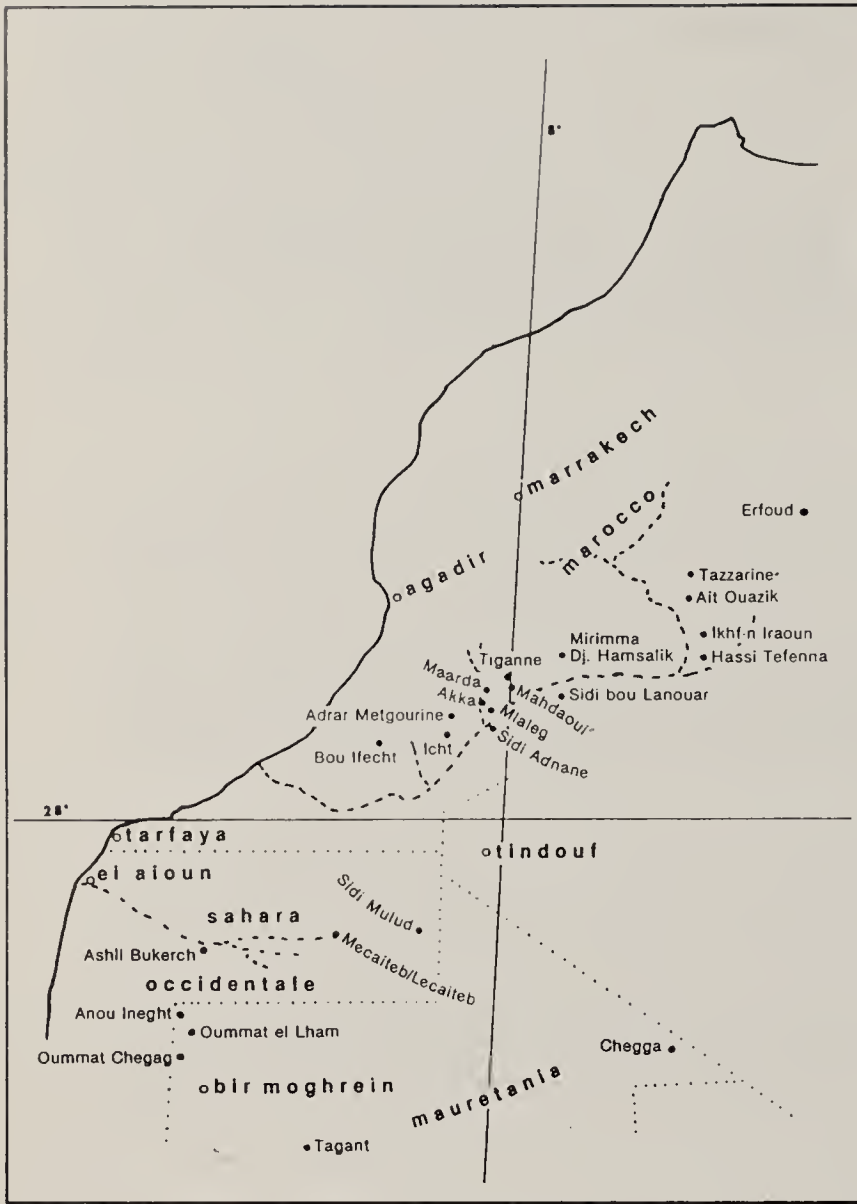 8°
marrakech
marocco
Erfoud
agadir
Tazzarine
Ait Ouazik
Ikhf-n Iraoun
Mirimma
Dj. Hamsalik
Hassi Tefenna
Tiganne
Maarda
Mahdaoui
Sidi bou Lanouar
Akka
Mlaleg
Adrar Metgourine
Icht
Sidi Adnane
Bou Ifecht
28°
tarfaya
tindouf
el aioun
Sidi Mulud
sahara
Ashil Bukerch
Mecaiteb/Lecaiteb
occidentale
Anou Ineght
Oummat el Lham
Oummat Chegag
Chegga
bir moghrein
mauretania
Tagant